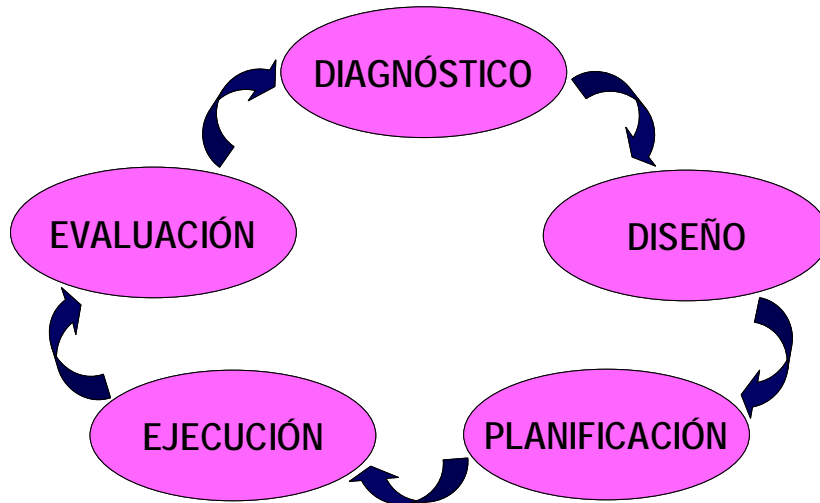 DIAGNÓSTICO
DISEÑO
PLANIFICACIÓN
EJECUCIÓN
EVALUACIÓN